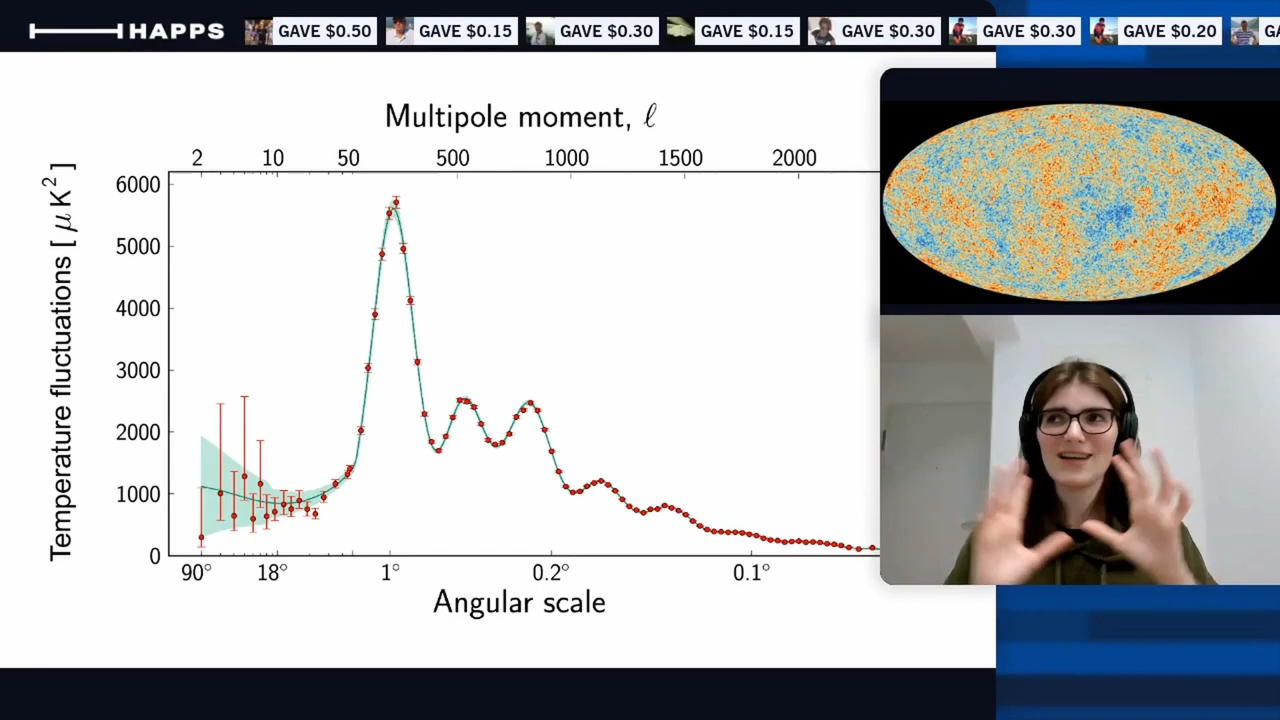 HAPPS
GAVE $0.50
GAVE $0.15
GAVE $0.30
GAVE $0.15
GAVE $0.30
GAVE $0.30
GAVE $0.20
Multipole moment, ℓ
2 10 50 500 1000 1500 2000
Temperature fluctuations [ μ K² ]
6000
5000
4000
3000
2000
1000
0
90° 18° 1° 0.2° 0.1°
Angular scale